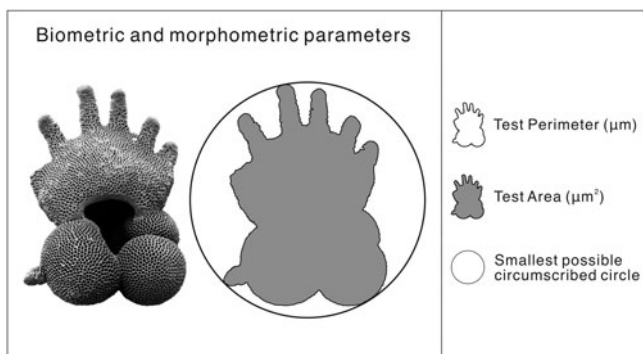 Biometric and morphometric parameters
Test Perimeter (μm)
Test Area (μm²)
Smallest possible
circumscribed circle